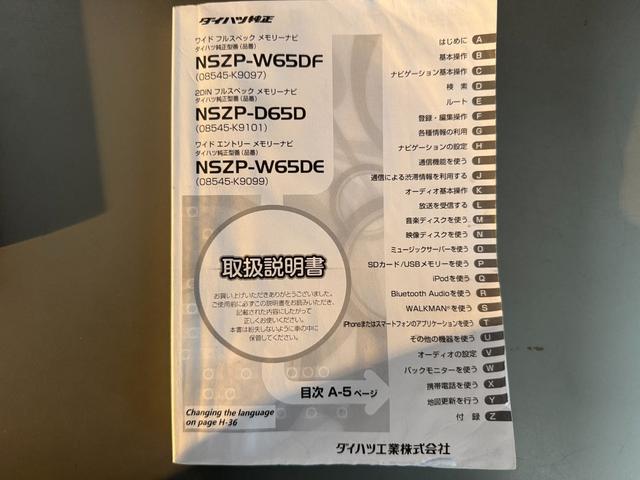 ダイハツ純正
ワイド フルスペック メモリーナビ
ダイハツ純正型番(品番)
NSZP-W65DF
(08545-K9097)
2DIN フルスペック メモリーナビ
ダイハツ純正型番(品番)
NSZP-D65D
(08545-K9101)
ワイド エントリー メモリーナビ
ダイハツ純正型番(品番)
NSZP-W65DE
(08545-K9099)
取扱説明書
お買い上げいただきありがとうございました。
ご使用前に必ずこの説明書をお読みいただき、
記載された内容にしたがって
正しくお使いください。
本書は紛失しないように車の中に
保管してください。
目次 A-5 ページ
Changing the language
on page H-36
はじめに A
基本操作 B
ナビゲーション基本操作 C
検 索 D
ルート E
登録・編集操作 F
各種情報の利用 G
ナビゲーションの設定 H
通信機能を使う I
通信による渋滞情報を利用する J
オーディオ基本操作 K
放送を受信する L
音楽ディスクを使う M
映像ディスクを使う N
ミュージックサーバーを使う O
SDカード/USBメモリーを使う P
iPodを使う Q
Bluetooth Audioを使う R
WALKMAN®を使う S
iPhoneまたはスマートフォンのアプリケーションを使う T
その他の機器を使う U
オーディオの設定 V
バックモニターを使う W
携帯電話を使う X
地図更新を行う Y
付 録 Z
ダイハツ工業株式会社